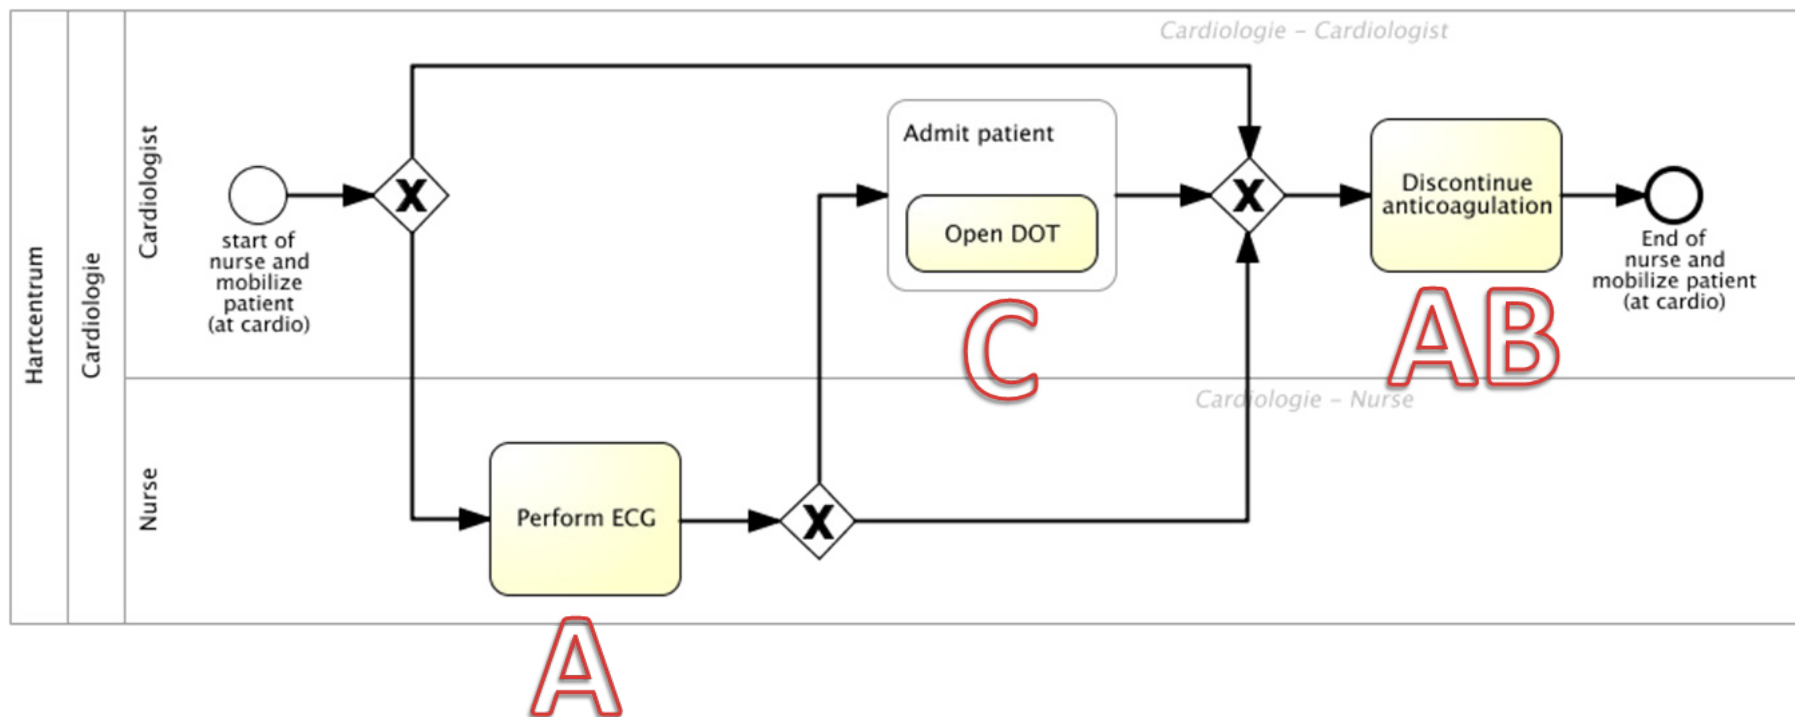 Cardiologie – Cardiologist
Hartcentrum
Cardiologie
Cardiologist
start of
nurse and
mobilize
patient
(at cardio)
X
Admit patient
Open DOT
C
X
Discontinue
anticoagulation
AB
End of
nurse and
mobilize patient
(at cardio)
Cardiologie – Nurse
Nurse
Perform ECG
A
X